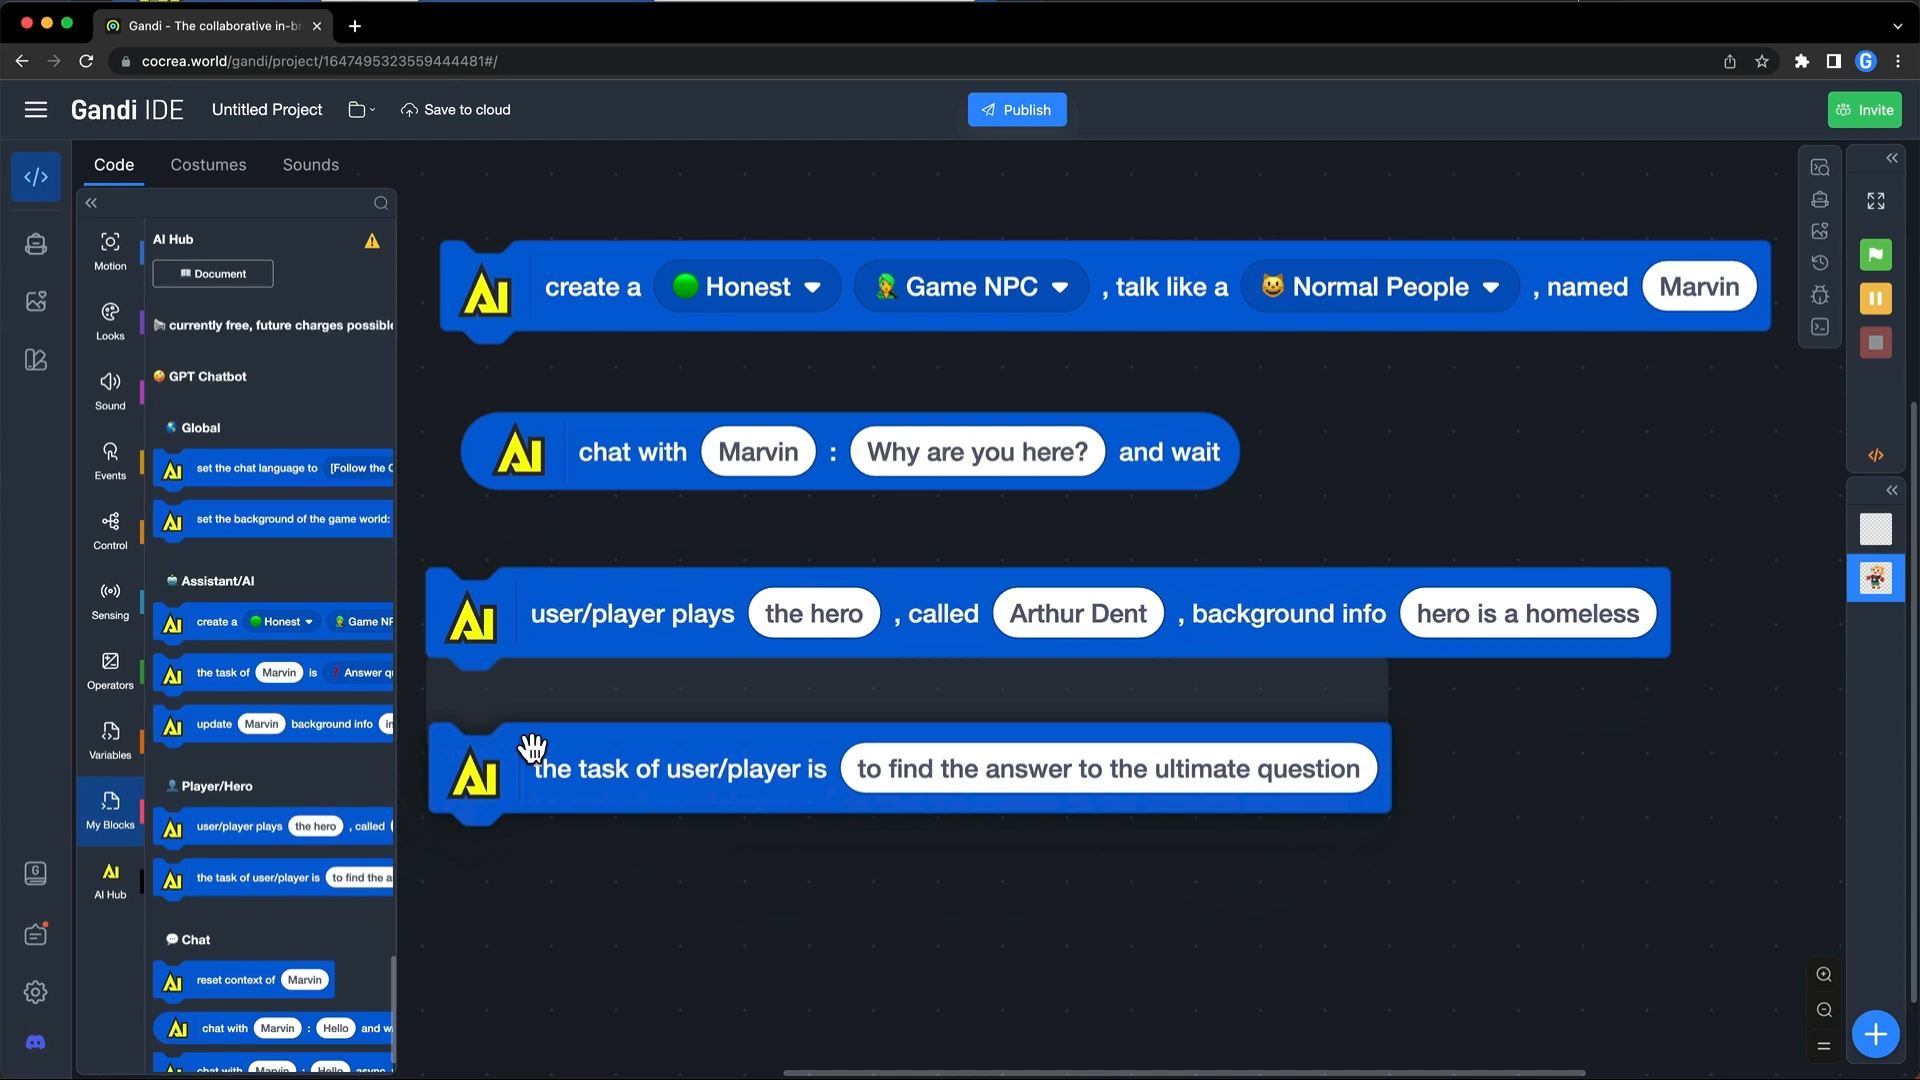 Gandi - The collaborative in-br
cocrea.world/gandi/project/1647495323559444481#/
G
Gandi IDE
Untitled Project
Save to cloud
Publish
Invite
Code
Costumes
Sounds
Motion
Looks
Sound
Events
Control
Sensing
Operators
Variables
My Blocks
AI Hub
AI Hub
Document
currently free, future charges possible
GPT Chatbot
Global
set the chat language to [Follow the
set the background of the game world:
Assistant/AI
create a Honest Game NP
the task of Marvin is Answer
update Marvin background info
Player/Hero
user/player plays the hero , called
the task of user/player is to find the a
Chat
reset context of Marvin
chat with Marvin : Hello and w
chat with Marvin : Hello async
create a Honest Game NPC , talk like a Normal People , named Marvin
chat with Marvin : Why are you here? and wait
user/player plays the hero , called Arthur Dent , background info hero is a homeless
the task of user/player is to find the answer to the ultimate question